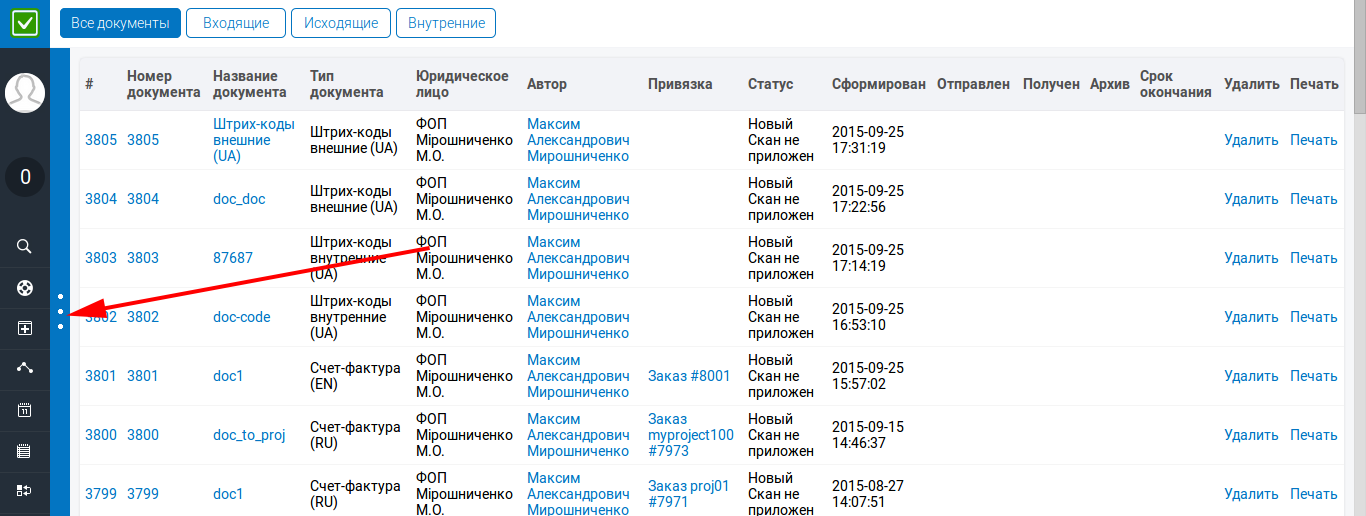 Все документы Входящие Исходящие Внутренние
# Номер документа Название документа Тип документа Юридическое лицо Автор Привязка Статус Сформирован Отправлен Получен Архив Срок окончания Удалить Печать
3805 3805 Штрих-коды внешние (UA) Штрих-коды внешние (UA) ФОП Мірошниченко М.О. Максим Александрович Мирошниченко Новый Скан не приложен 2015-09-25 17:31:19 Удалить Печать
0
3804 3804 doc_doc Штрих-коды внешние (UA) ФОП Мірошниченко М.О. Максим Александрович Мирошниченко Новый Скан не приложен 2015-09-25 17:22:56 Удалить Печать
3803 3803 87687 Штрих-коды внутренние (UA) ФОП Мірошниченко М.О. Максим Александрович Мирошниченко Новый Скан не приложен 2015-09-25 17:14:19 Удалить Печать
3802 3802 doc-code Штрих-коды внутренние (UA) ФОП Мірошниченко М.О. Максим Александрович Мирошниченко Новый Скан не приложен 2015-09-25 16:53:10 Удалить Печать
3801 3801 doc1 Счет-фактура (EN) ФОП Мірошниченко М.О. Максим Александрович Мирошниченко Заказ #8001 Новый Скан не приложен 2015-09-25 15:57:02 Удалить Печать
11
3800 3800 doc_to_proj Счет-фактура (RU) ФОП Мірошниченко М.О. Максим Александрович Мирошниченко Заказ myproject100 #7973 Новый Скан не приложен 2015-09-15 14:46:37 Удалить Печать
3799 3799 doc1 Счет-фактура (RU) ФОП Мірошниченко М.О. Максим Александрович Мирошниченко Заказ proj01 #7971 Новый Скан не приложен 2015-08-27 14:07:51 Удалить Печать